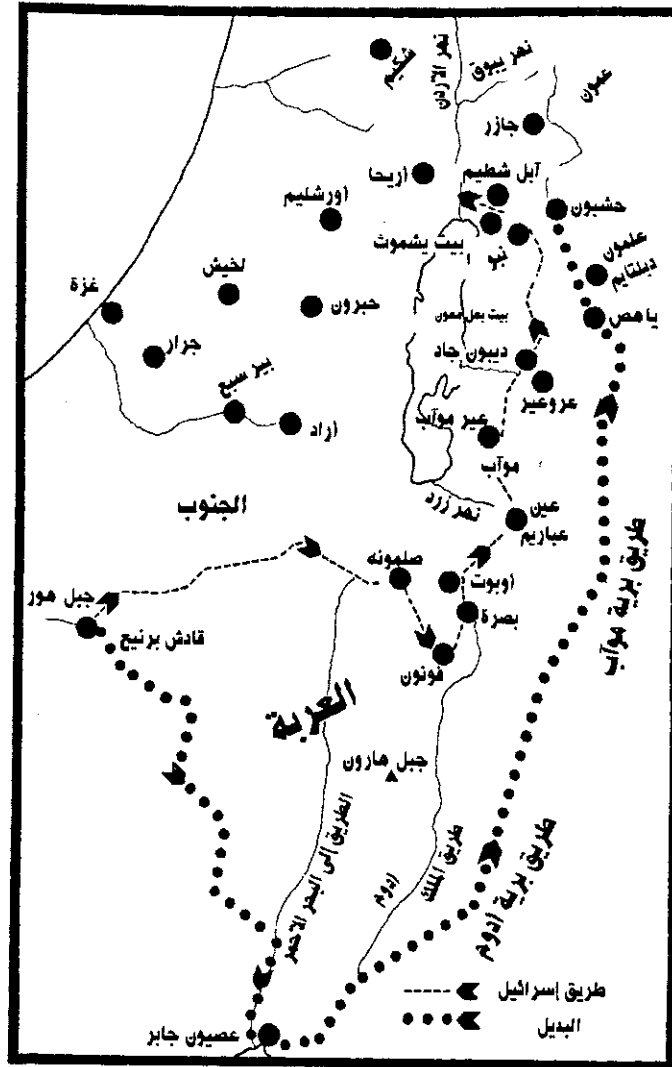 شكيم
نهر الأردن
نهر يبوق
عمون
جازر
أريحا
آبل شطيم
أورشليم
حشبون
بيت يشموث
نبو
علمون
دبلتايم
لخيش
غزة
حبرون
بيت بعل معون
ياهص
جرار
ديبون جاد
بير سبع
عروعير
أراد
عير موآب
موآب
الجنوب
نهر زرد
عين
عباريم
صلمونه
أوبوت
جبل هور
بصرة
قادش برنيع
فونون
طريق برية موآب
العربة
جبل هارون
الطريق إلى البحر الأحمر
أدوم
طريق الملك
طريق برية أدوم
طريق إسرائيل
البديل
عصيون جابر